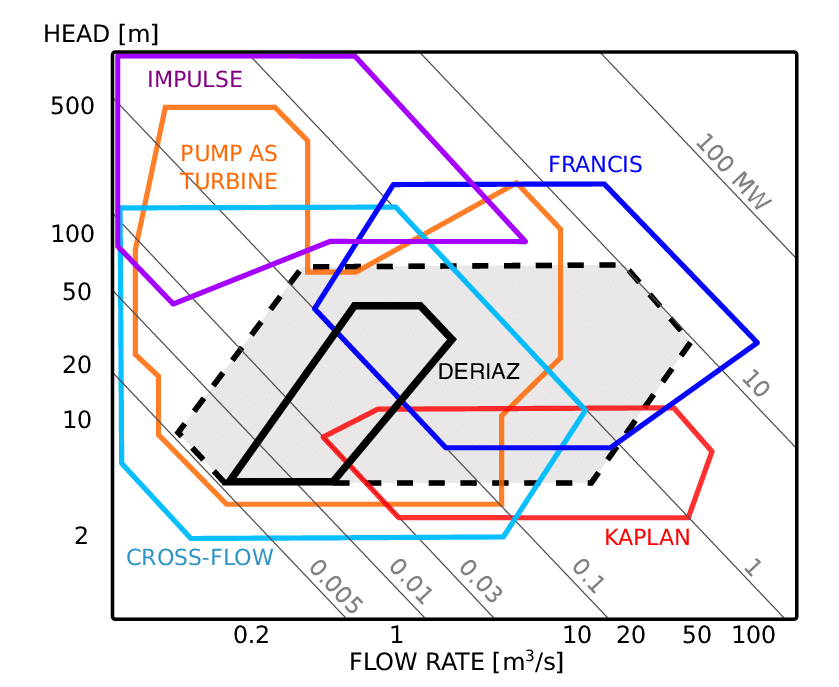 HEAD [m]
IMPULSE
500
PUMP AS
TURBINE
FRANCIS
100 MW
100
50
20
DERIAZ
10
10
2
KAPLAN
CROSS-FLOW
0.005
0.01
0.03
0.1
1
0.2
1
10
20
50
100
FLOW RATE [m³/s]